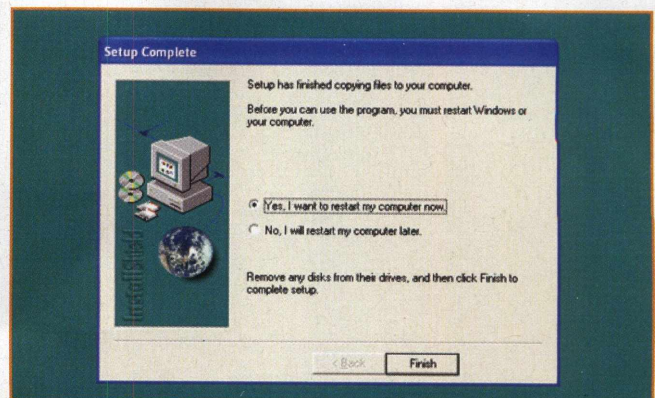 Setup Complete
Setup has finished copying files to your computer.
Before you can use the program, you must restart Windows or
your computer.
Yes, I want to restart my computer now.
No, I will restart my computer later.
Remove any disks from their drives, and then click Finish to
complete setup.
InstallShield
< Back
Finish